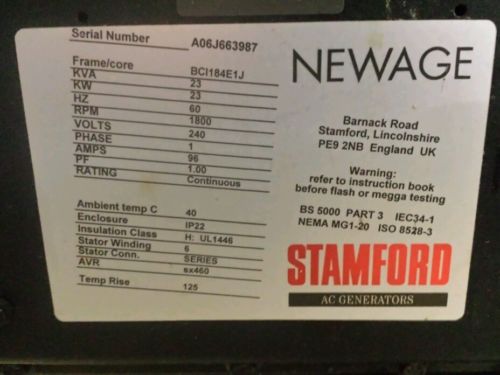 Serial Number A06J663987
NEWAGE
Frame/core BCI184E1J
KVA 23
KW 23
HZ 60
RPM 1800
VOLTS 240
PHASE 1
AMPS 96
PF 1.00
RATING Continuous
Barnack Road
Stamford, Lincolnshire
PE9 2NB England UK
Warning:
refer to instruction book
before flash or megga testing
BS 5000 PART 3 IEC34-1
NEMA MG1-20 ISO 8528-3
Ambient temp C 40
Enclosure IP22
Insulation Class H: UL1446
Stator Winding 6
Stator Conn. SERIES
AVR sx460
Temp Rise 125
STAMFORD
AC GENERATORS